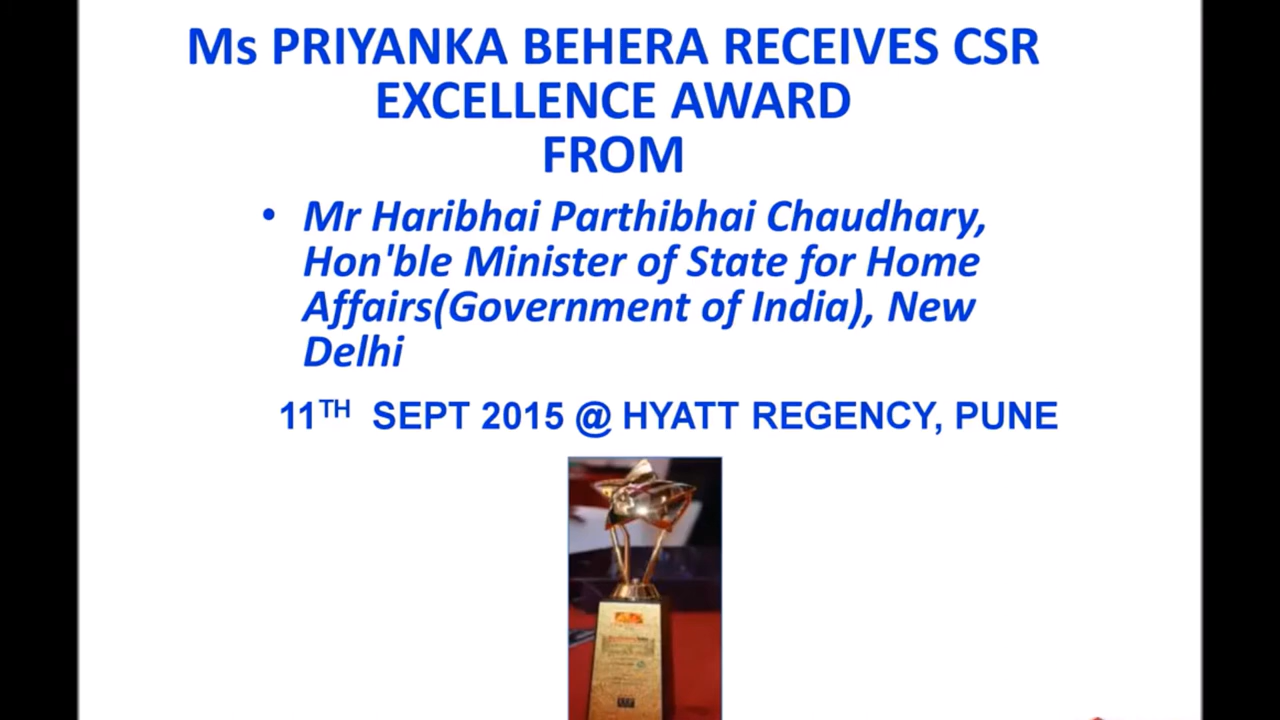 Ms PRIYANKA BEHERA RECEIVES CSR
EXCELLENCE AWARD
FROM
• Mr Haribhai Parthibhai Chaudhary,
Hon'ble Minister of State for Home
Affairs(Government of India), New
Delhi
11TH SEPT 2015 @ HYATT REGENCY, PUNE